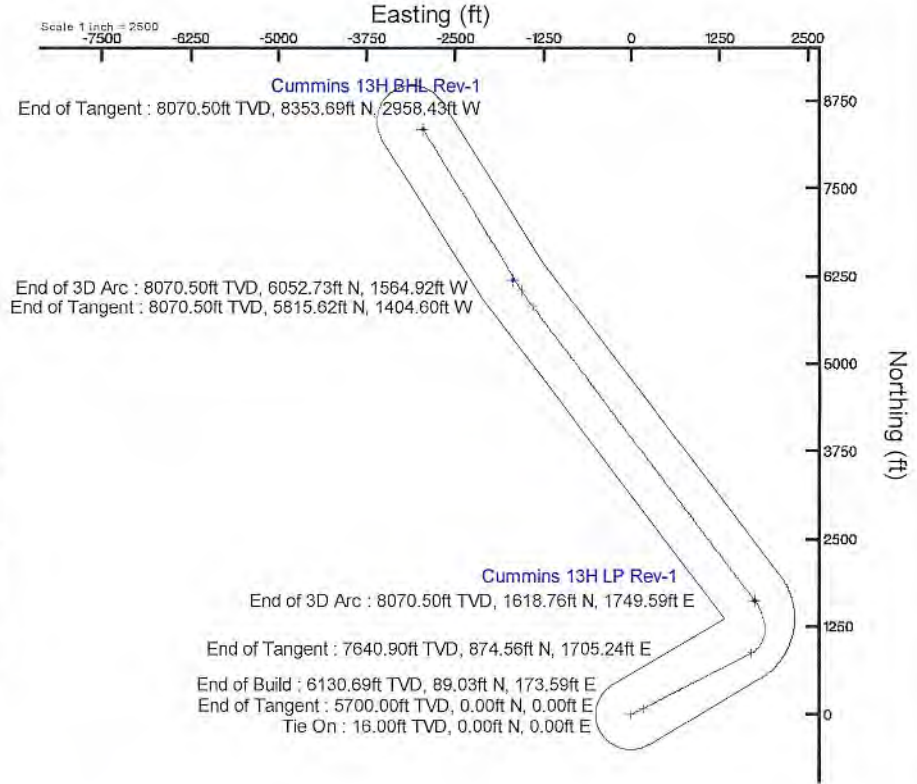 Easting (ft)
Scale 1 inch = 2500
-7500 -6250 -5000 -3750 -2500 -1250 0 1250 2500
Cummins 13H BHL Rev-1
End of Tangent : 8070.50ft TVD, 8353.69ft N, 2958.43ft W
8750
7500
6250
End of 3D Arc : 8070.50ft TVD, 6052.73ft N, 1564.92ft W
End of Tangent : 8070.50ft TVD, 5815.62ft N, 1404.60ft W
5000
Northing (ft)
3750
2500
Cummins 13H LP Rev-1
End of 3D Arc : 8070.50ft TVD, 1618.76ft N, 1749.59ft E
1250
End of Tangent : 7640.90ft TVD, 874.56ft N, 1705.24ft E
End of Build : 6130.69ft TVD, 89.03ft N, 173.59ft E
End of Tangent : 5700.00ft TVD, 0.00ft N, 0.00ft E
0
Tie On : 16.00ft TVD, 0.00ft N, 0.00ft E